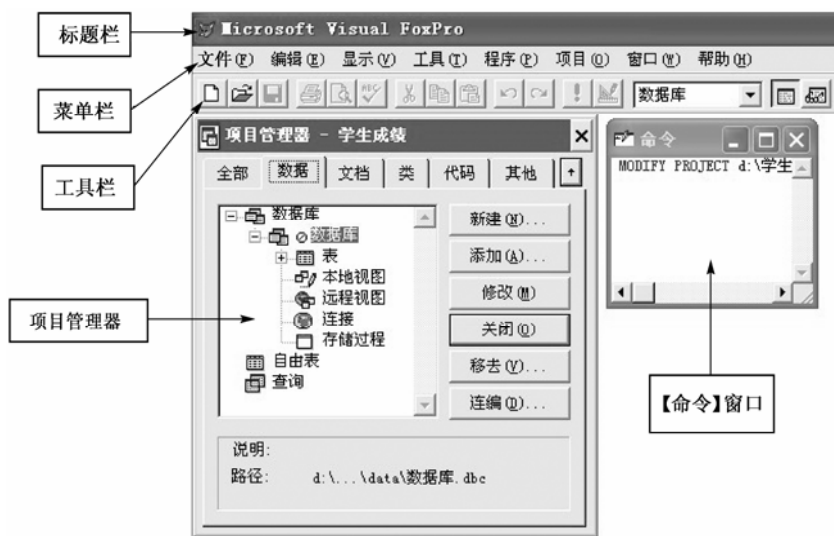 标题栏
Microsoft Visual FoxPro
文件(F) 编辑(E) 显示(V) 工具(T) 程序(P) 项目(O) 窗口(W) 帮助(H)
菜单栏
数据库
工具栏
项目管理器 - 学生成绩
全部 数据 文档 类 代码 其他
数据库
数据库
表
本地视图
远程视图
连接
存储过程
自由表
查询
新建(N)...
添加(A)...
修改(M)
关闭(O)
移去(V)...
连编(D)...
说明:
路径: d:\...\data\数据库.dbc
项目管理器
命令
MODIFY PROJECT d:\学生
【命令】窗口